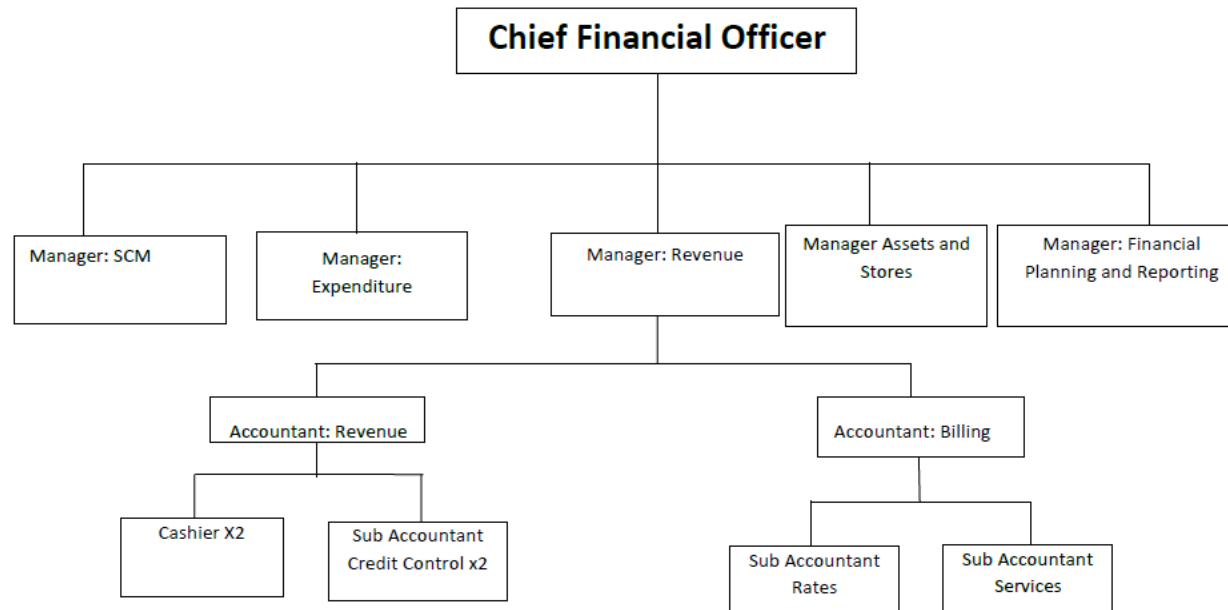 Chief Financial Officer
Manager: SCM
Manager:
Expenditure
Manager: Revenue
Manager Assets and
Stores
Manager: Financial
Planning and Reporting
Accountant: Revenue
Accountant: Billing
Cashier X2
Sub Accountant
Credit Control x2
Sub Accountant
Rates
Sub Accountant
Services